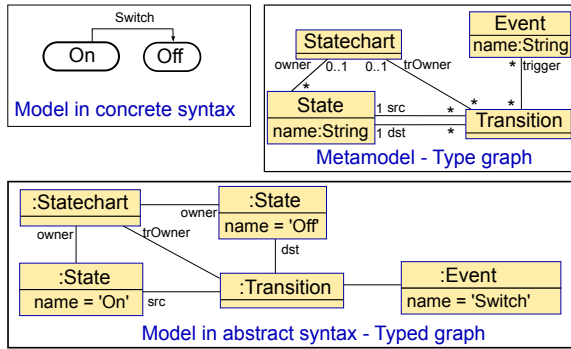 Switch
On
Off
Model in concrete syntax
Statechart
owner
0..1
0..1
trOwner
Event
name:String
*
trigger
*
State
name:String
1
src
*
1
dst
*
*
*
Transition
Metamodel - Type graph
:Statechart
owner
:State
name = 'Off'
owner
trOwner
dst
:State
name = 'On'
src
:Transition
:Event
name = 'Switch'
Model in abstract syntax - Typed graph